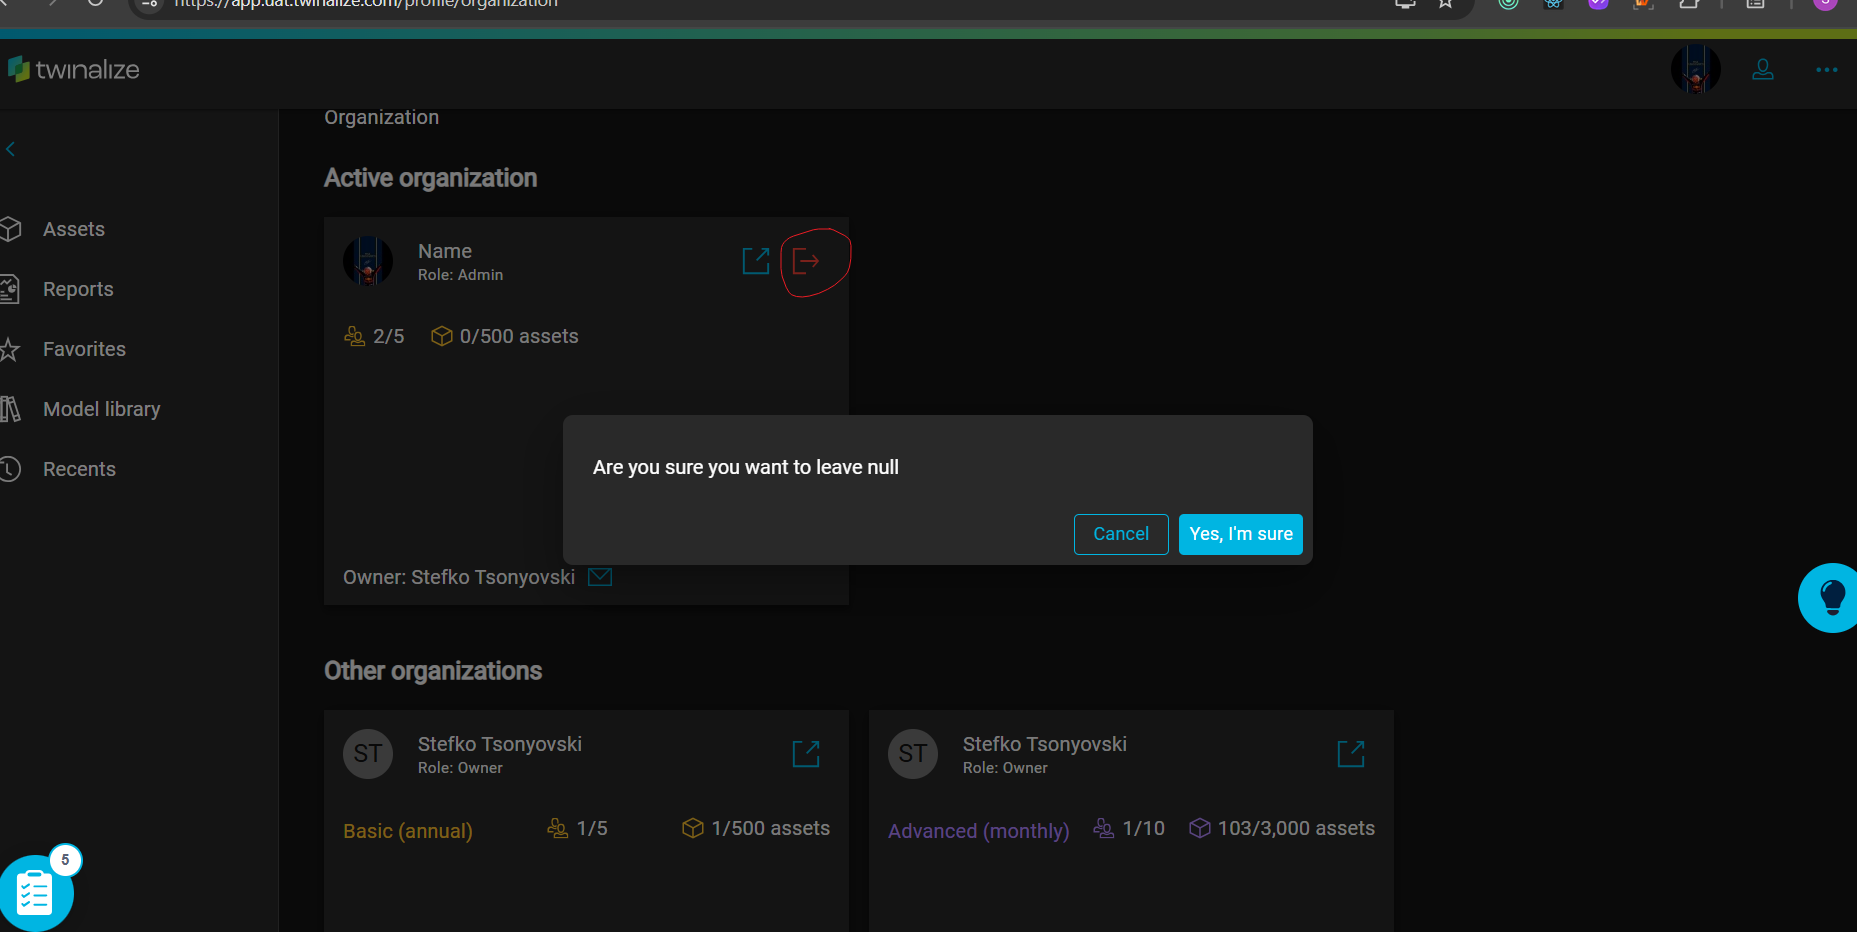 https://app.uat.twinalize.com/profile/organization
twinalize
Organization
Active organization
Assets
Reports
Favorites
Model library
Recents
Name
Role: Admin
2/5
0/500 assets
Are you sure you want to leave null
Cancel
Yes, I'm sure
Owner: Stefko Tsonyovski
Other organizations
ST
Stefko Tsonyovski
Role: Owner
Basic (annual)
1/5
1/500 assets
ST
Stefko Tsonyovski
Role: Owner
Advanced (monthly)
1/10
103/3,000 assets
5